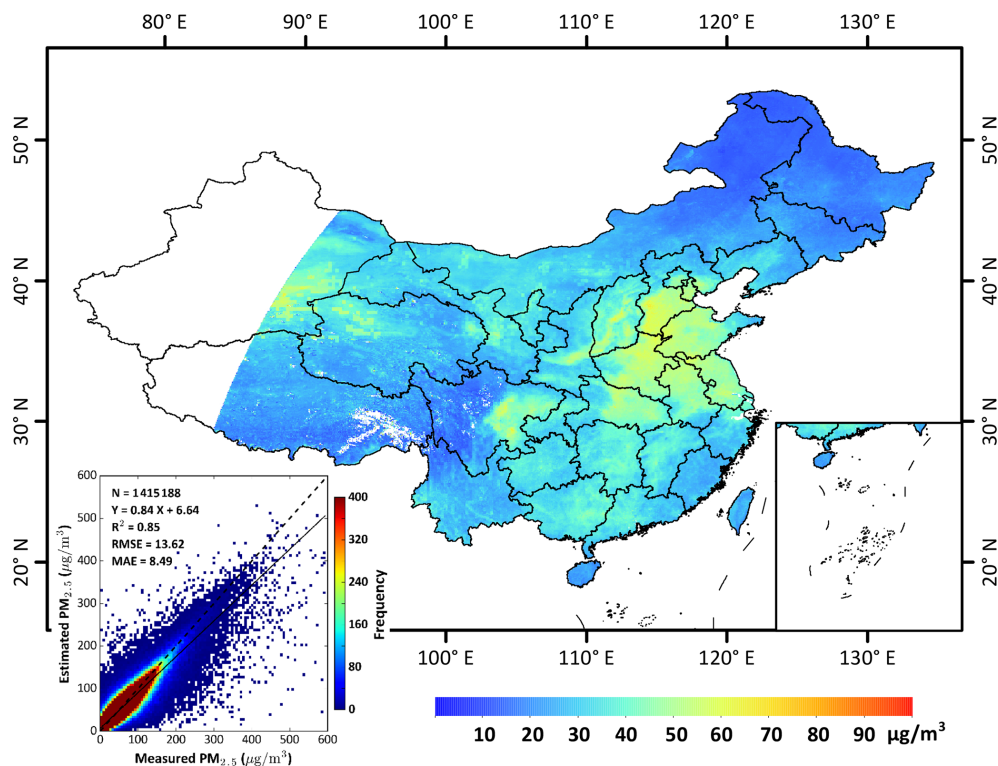 80° E 90° E 100° E 110° E 120° E 130° E
50° N 50° N
40° N 40° N
30° N 30° N
20° N 20° N
600
500
400
300
200
100
0
Estimated PM2.5 (μg/m³)
N = 1 415 188
Y = 0.84 X + 6.64
R² = 0.85
RMSE = 13.62
MAE = 8.49
400
320
240
160
80
0
Frequency
0 100 200 300 400 500 600
Measured PM2.5 (μg/m³)
100° E 110° E 120° E 130° E
10 20 30 40 50 60 70 80 90 μg/m³